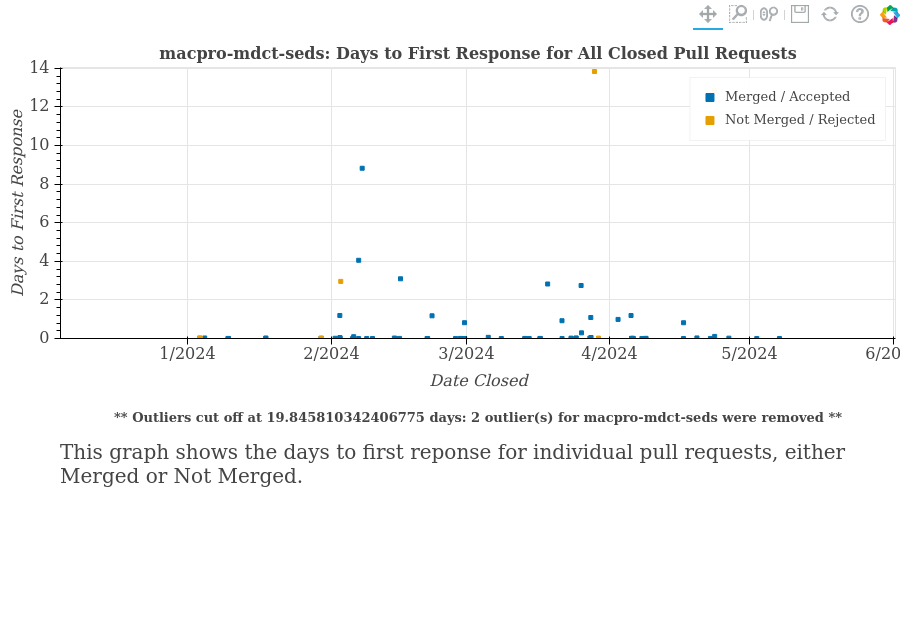 macpro-mdct-seds: Days to First Response for All Closed Pull Requests
14
12
10
8
6
4
2
0
Days to First Response
Merged / Accepted
Not Merged / Rejected
1/2024
2/2024
3/2024
4/2024
5/2024
6/20
Date Closed
** Outliers cut off at 19.845810342406775 days: 2 outlier(s) for macpro-mdct-seds were removed **
This graph shows the days to first reponse for individual pull requests, either
Merged or Not Merged.